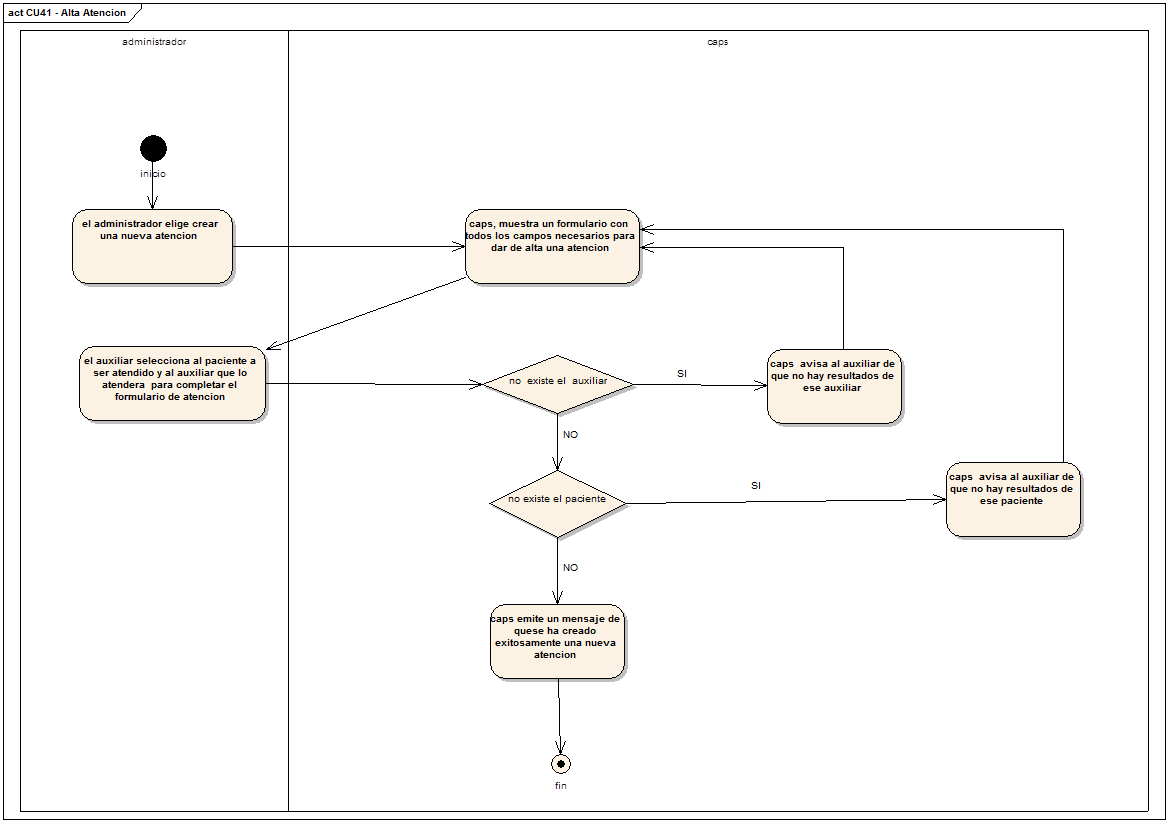 act CU41 - Alta Atencion
administrador
caps
inicio
el administrador elige crear
una nueva atencion
caps, muestra un formulario con
todos los campos necesarios para
dar de alta una atencion
el auxiliar selecciona al paciente a
ser atendido y al auxiliar que lo
atendera para completar el
formulario de atencion
no existe el auxiliar
SI
caps avisa al auxiliar de
que no hay resultados de
ese auxiliar
NO
no existe el paciente
SI
caps avisa al auxiliar de
que no hay resultados de
ese paciente
NO
caps emite un mensaje de
quese ha creado
exitosamente una nueva
atencion
fin